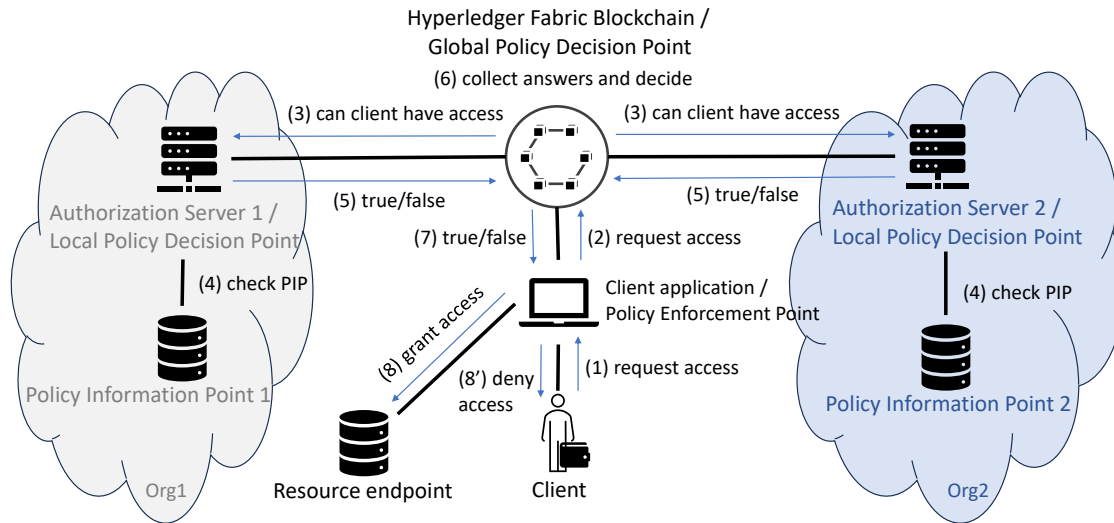 Hyperledger Fabric Blockchain /
Global Policy Decision Point
(6) collect answers and decide
(3) can client have access
(3) can client have access
(5) true/false
(5) true/false
Authorization Server 1 /
Local Policy Decision Point
(7) true/false
(2) request access
Authorization Server 2 /
Local Policy Decision Point
(4) check PIP
Client application /
Policy Enforcement Point
(4) check PIP
(8) grant access
(8') deny
access
(1) request access
Policy Information Point 1
Policy Information Point 2
Org1
Resource endpoint
Client
Org2